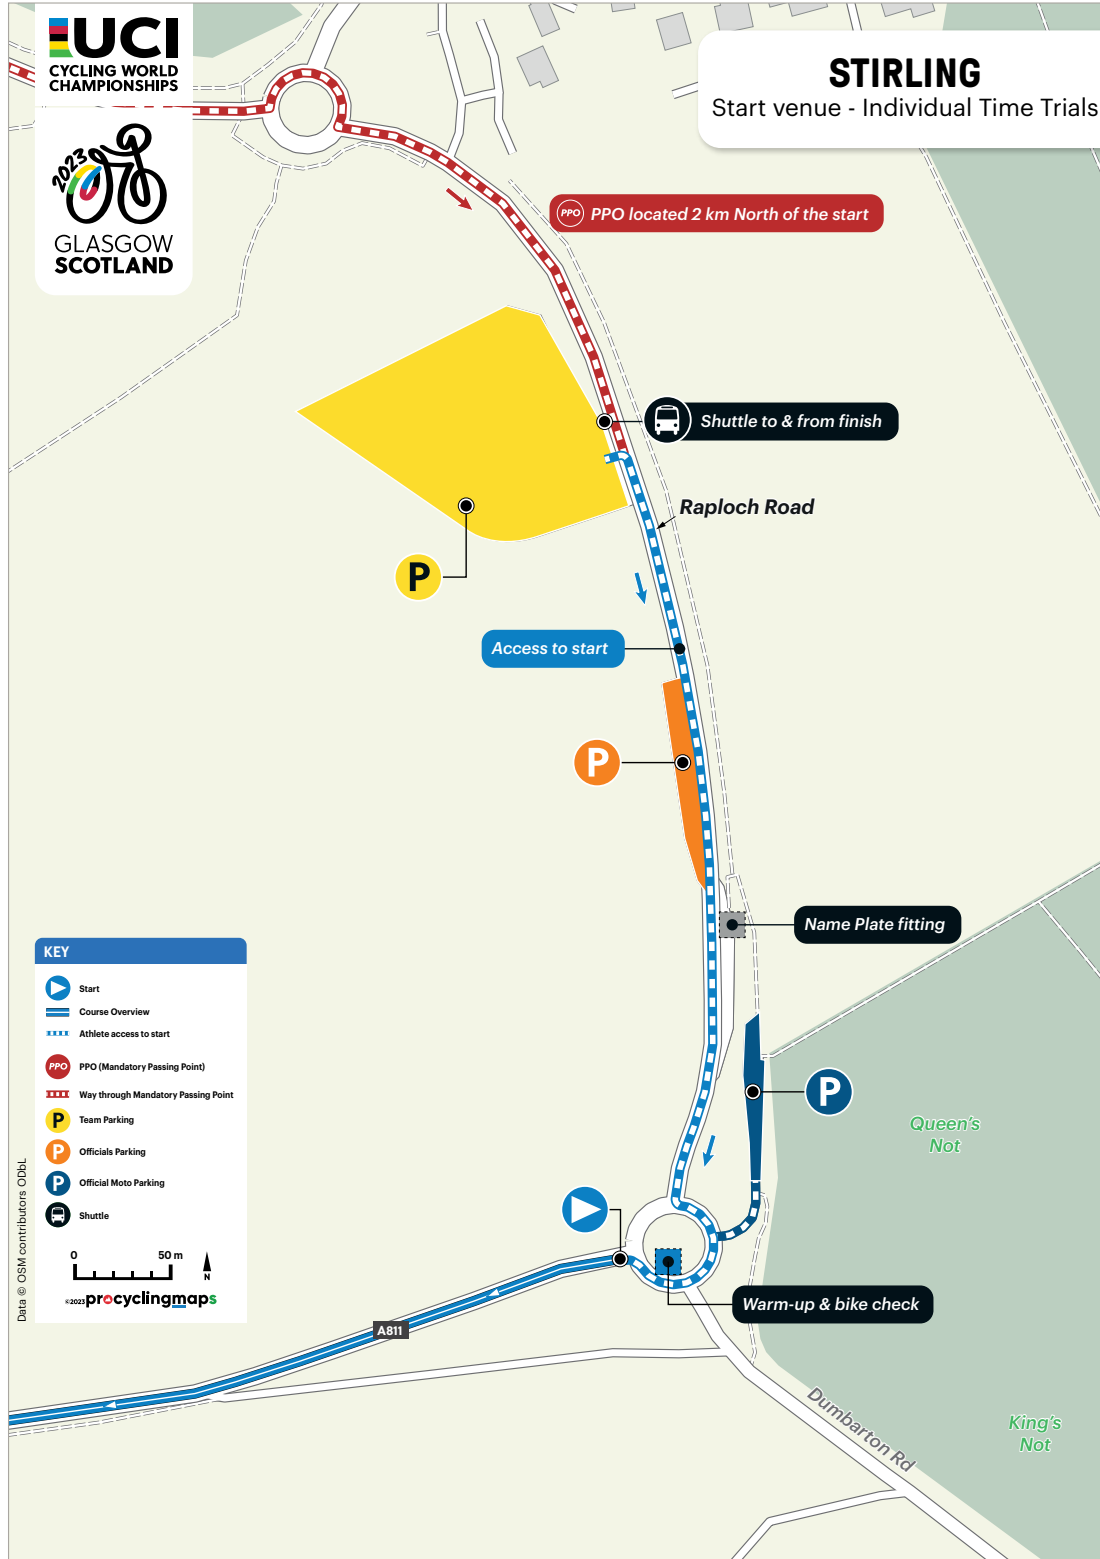 UCI
CYCLING WORLD
CHAMPIONSHIPS
2023
GLASGOW
SCOTLAND
STIRLING
Start venue - Individual Time Trials
PPO PPO located 2 km North of the start
Shuttle to & from finish
Raploch Road
P
Access to start
P
Name Plate fitting
P
Queen's
Not
Warm-up & bike check
A811
Dumbarton Rd
King's
Not
KEY
Start
Course Overview
Athlete access to start
PPO PPO (Mandatory Passing Point)
Way through Mandatory Passing Point
P Team Parking
P Officials Parking
P Official Moto Parking
Shuttle
0 50 m
N
©2023 procyclingmaps
Data © OSM contributors ODbL